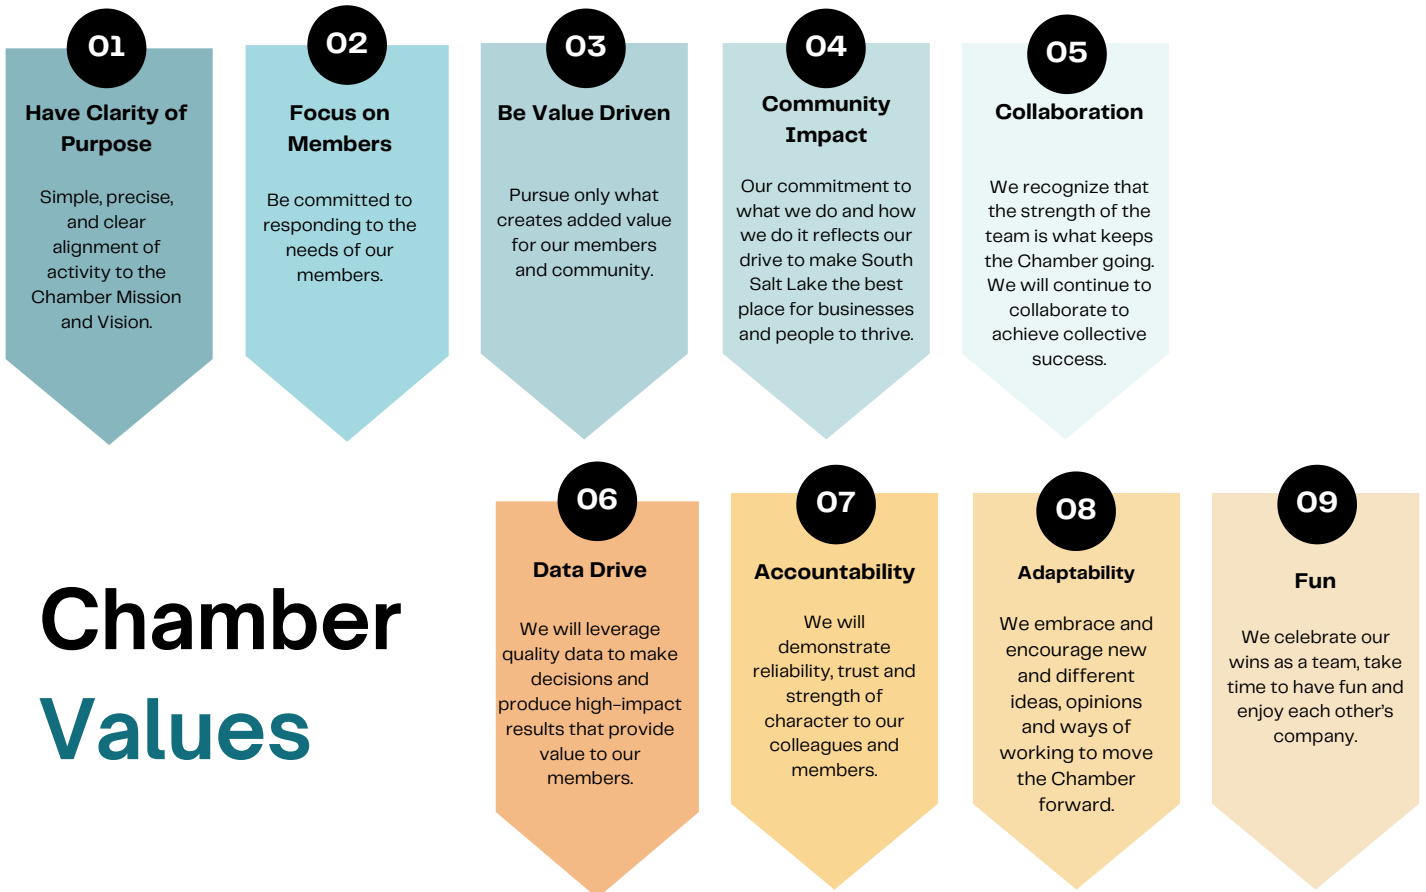 01
Have Clarity of
Purpose
Simple, precise,
and clear
alignment of
activity to the
Chamber Mission
and Vision.
02
Focus on
Members
Be committed to
responding to the
needs of our
members.
03
Be Value Driven
Pursue only what
creates added value
for our members
and community.
04
Community
Impact
Our commitment to
what we do and how
we do it reflects our
drive to make South
Salt Lake the best
place for businesses
and people to thrive.
05
Collaboration
We recognize that
the strength of the
team is what keeps
the Chamber going.
We will continue to
collaborate to
achieve collective
success.
Chamber
Values
06
Data Drive
We will leverage
quality data to make
decisions and
produce high-impact
results that provide
value to our
members.
07
Accountability
We will
demonstrate
reliability, trust and
strength of
character to our
colleagues and
members.
08
Adaptability
We embrace and
encourage new
and different
ideas, opinions
and ways of
working to move
the Chamber
forward.
09
Fun
We celebrate our
wins as a team, take
time to have fun and
enjoy each other’s
company.